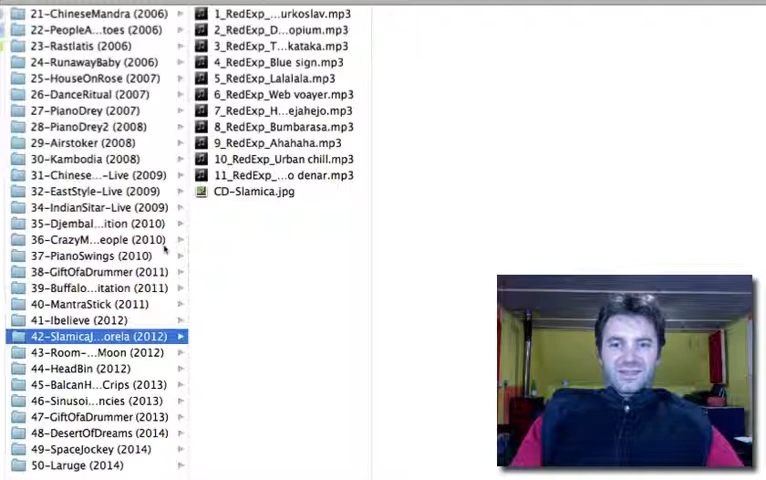 21-ChineseMandra (2006)
22-PeopleA...toes (2006)
23-Rastlatis (2006)
24-RunawayBaby (2006)
25-HouseOnRose (2007)
26-DanceRitual (2007)
27-PianoDrey (2007)
28-PianoDrey2 (2008)
29-Airstoker (2008)
30-Kambodia (2008)
31-Chinese...-Live (2009)
32-EastStyle-Live (2009)
34-IndianSitar-Live (2009)
35-Djembal...ition (2010)
36-CrazyM...eople (2010)
37-PianoSwings (2010)
38-GiftOfaDrummer (2011)
39-Buffalo...itation (2011)
40-MantraStick (2011)
41-Ibelieve (2012)
42-SlamicaJ...orela (2012)
43-Room-...Moon (2012)
44-HeadBin (2012)
45-BalcanH...Crips (2013)
46-Sinusoi...ncies (2013)
47-GiftOfaDrummer (2013)
48-DesertOfDreams (2014)
49-SpaceJockey (2014)
50-Laruge (2014)
1_RedExp_...urkoslav.mp3
2_RedExp_D...opium.mp3
3_RedExp_T...kataka.mp3
4_RedExp_Blue sign.mp3
5_RedExp_Lalalala.mp3
6_RedExp_Web voayer.mp3
7_RedExp_H...ejahejo.mp3
8_RedExp_Bumbarasa.mp3
9_RedExp_Ahahaha.mp3
10_RedExp_Urban chill.mp3
11_RedExp_...o denar.mp3
CD-Slamica.jpg